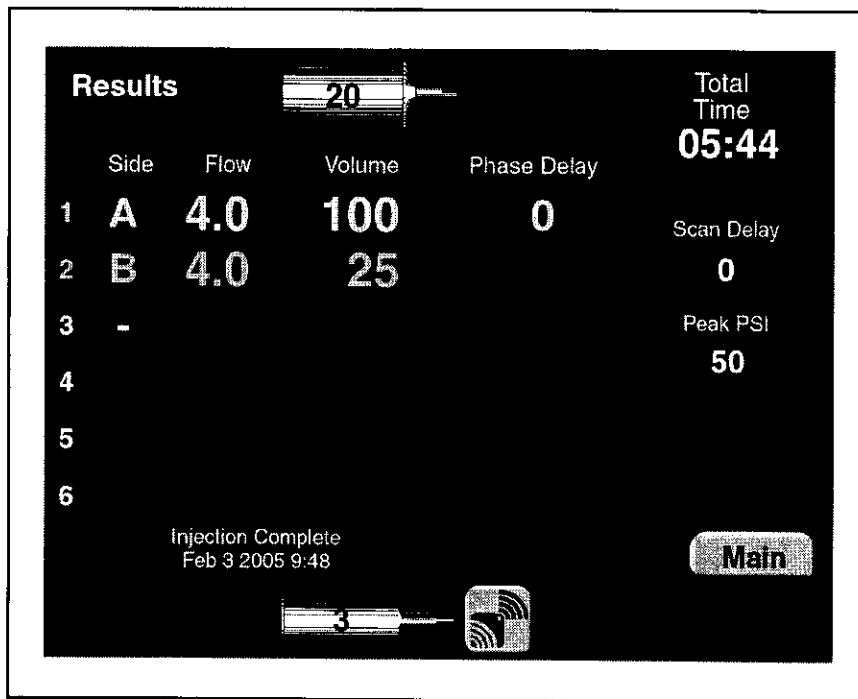 Results
20
Total
Time
05:44
Side Flow Volume Phase Delay
1 A 4.0 100 0
Scan Delay
0
2 B 4.0 25
3 -
Peak PSI
50
4
5
6
Injection Complete
Feb 3 2005 9:48
Main
3